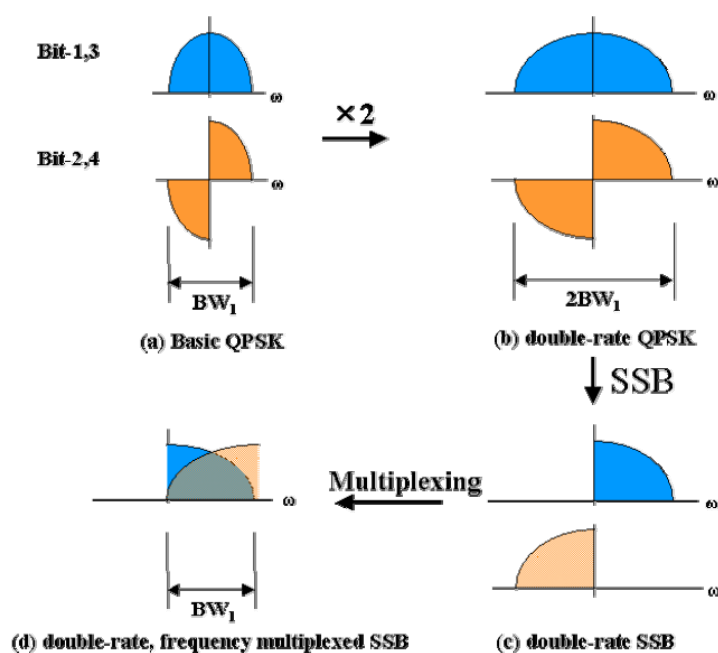 Bit-1,3
ω
ω
×2
Bit-2,4
ω
ω
BW1
2BW1
(a) Basic QPSK
(b) double-rate QPSK
SSB
Multiplexing
ω
ω
BW1
ω
(d) double-rate, frequency multiplexed SSB
(c) double-rate SSB